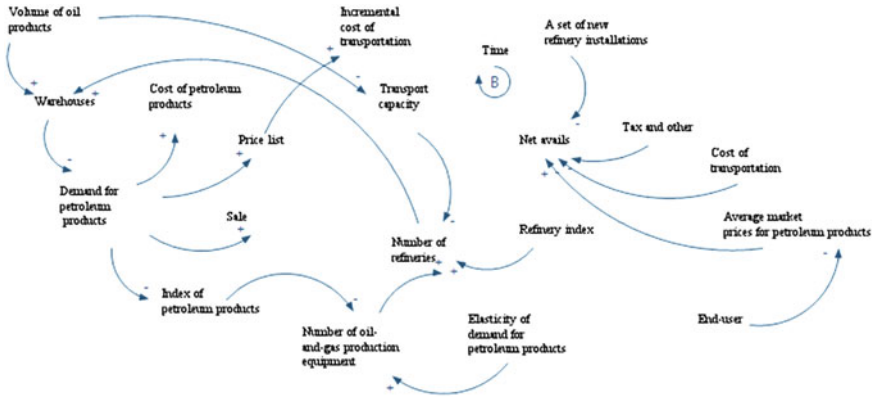 Volume of oil
products
Incremental
cost of
transportation
A set of new
refinery installations
Time
B
Cost of petroleum
products
Transport
capacity
Warehouses
Price list
Net avails
Tax and other
Cost of
transportation
Demand for
petroleum
products
Sale
Average market
prices for petroleum products
Number of
refineries
Refinery index
Index of
petroleum products
Number of oil-
and-gas production
equipment
Elasticity of
demand for
petroleum products
End-user